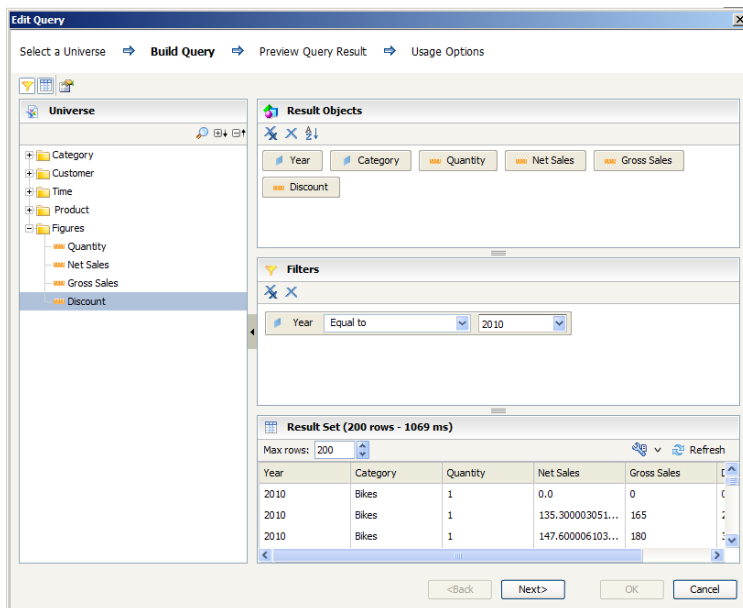 Edit Query
Select a Universe ⇒ Build Query ⇒ Preview Query Result ⇒ Usage Options
Universe
Category
Customer
Time
Product
Figures
Quantity
Net Sales
Gross Sales
Discount
Result Objects
Year Category Quantity Net Sales Gross Sales
Discount
Filters
Year Equal to 2010
Result Set (200 rows - 1069 ms)
Max rows: 200 Refresh
Year Category Quantity Net Sales Gross Sales
2010 Bikes 1 0.0 0
2010 Bikes 1 135.300003051... 165
2010 Bikes 1 147.600006103... 180
<Back Next> OK Cancel